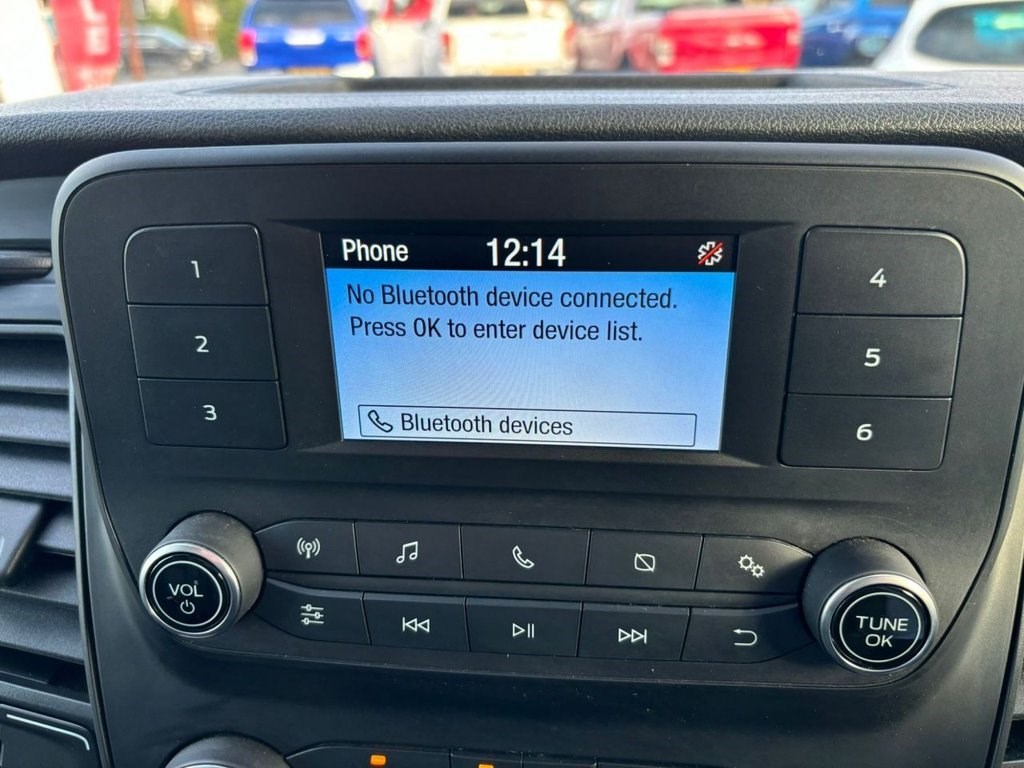 Phone 12:14
No Bluetooth device connected.
Press OK to enter device list.
Bluetooth devices
1
2
3
4
5
6
VOL
TUNE
OK